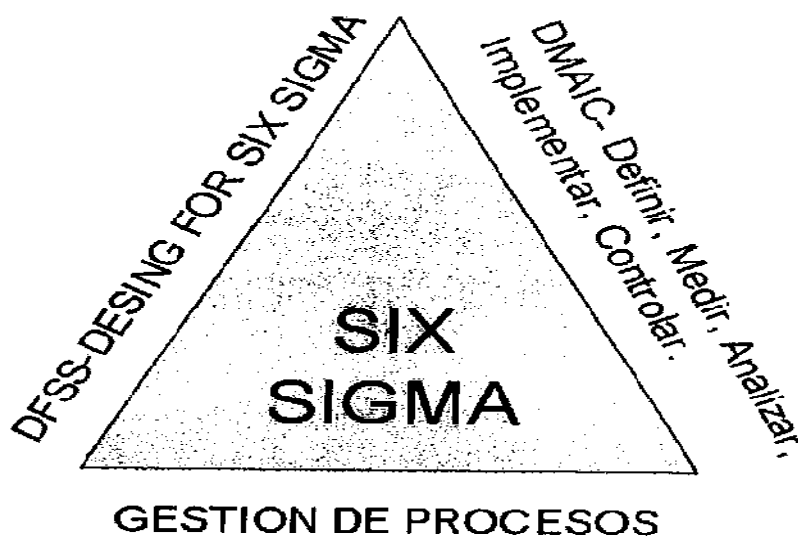 DFSS-DESING FOR SIX SIGMA
DMAIC- Definir, Medir, Analizar,
Implementar, Controlar.
SIX
SIGMA
GESTION DE PROCESOS